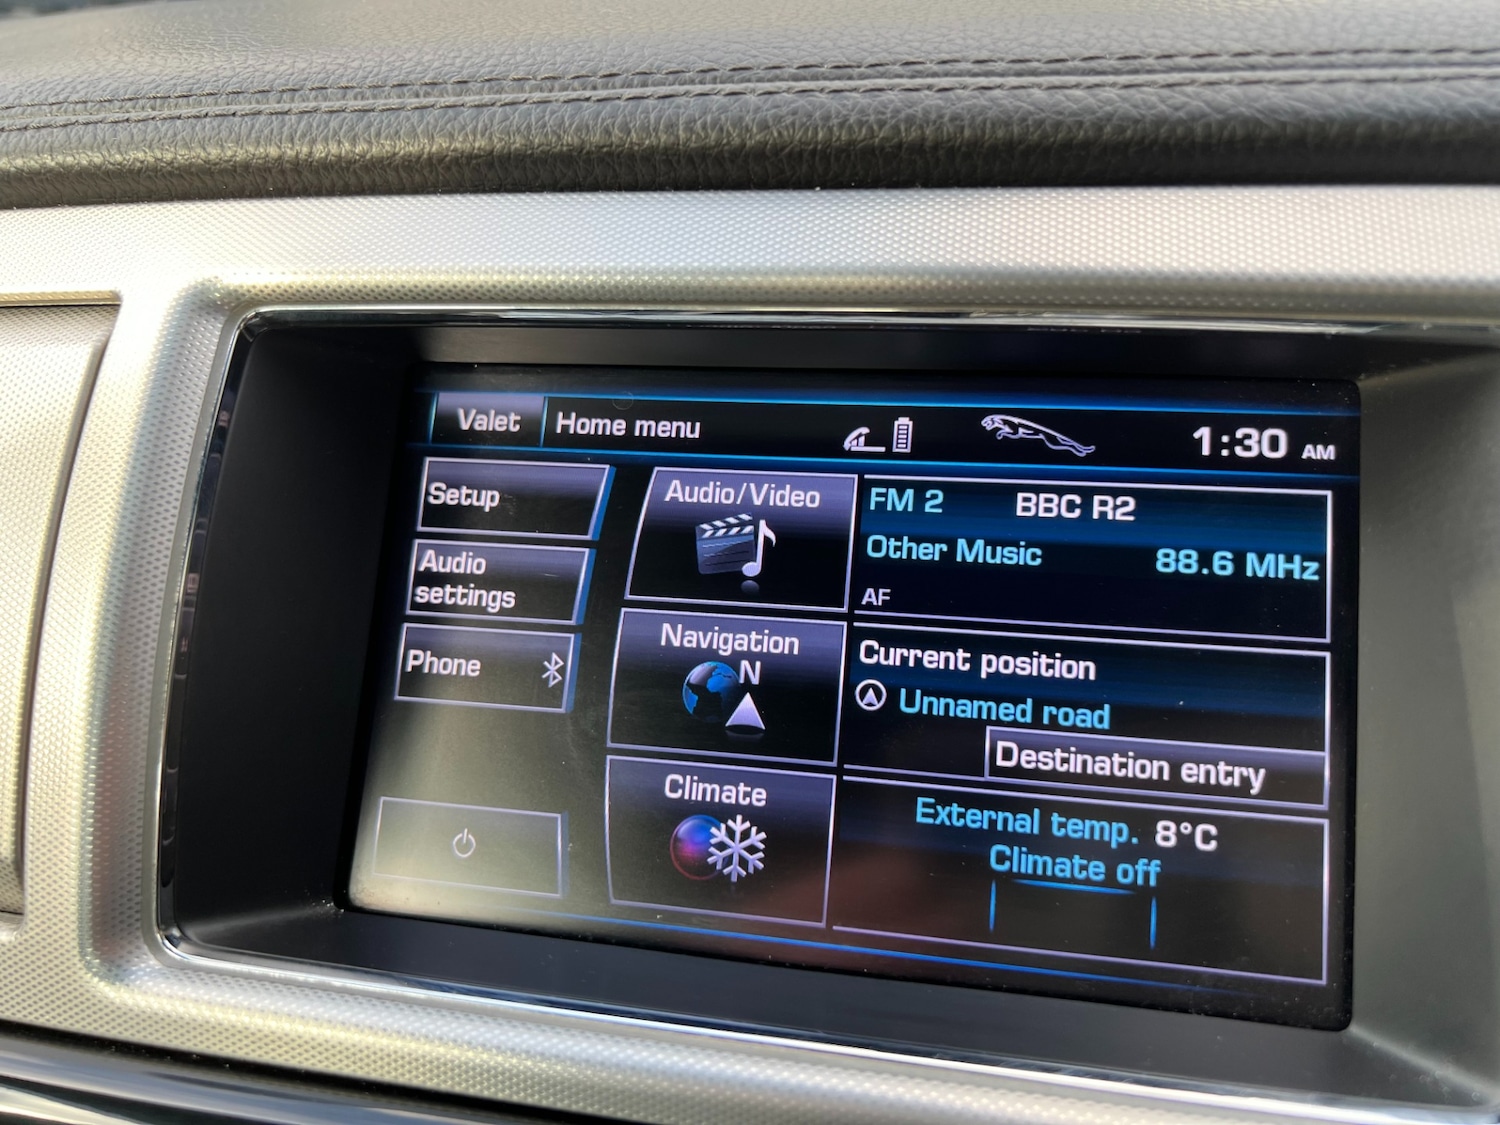 Valet
Home menu
1:30 AM
Setup
Audio
settings
Phone
Audio/Video
Navigation
N
Climate
FM 2 BBC R2
Other Music 88.6 MHz
AF
Current position
Unnamed road
Destination entry
External temp. 8°C
Climate off